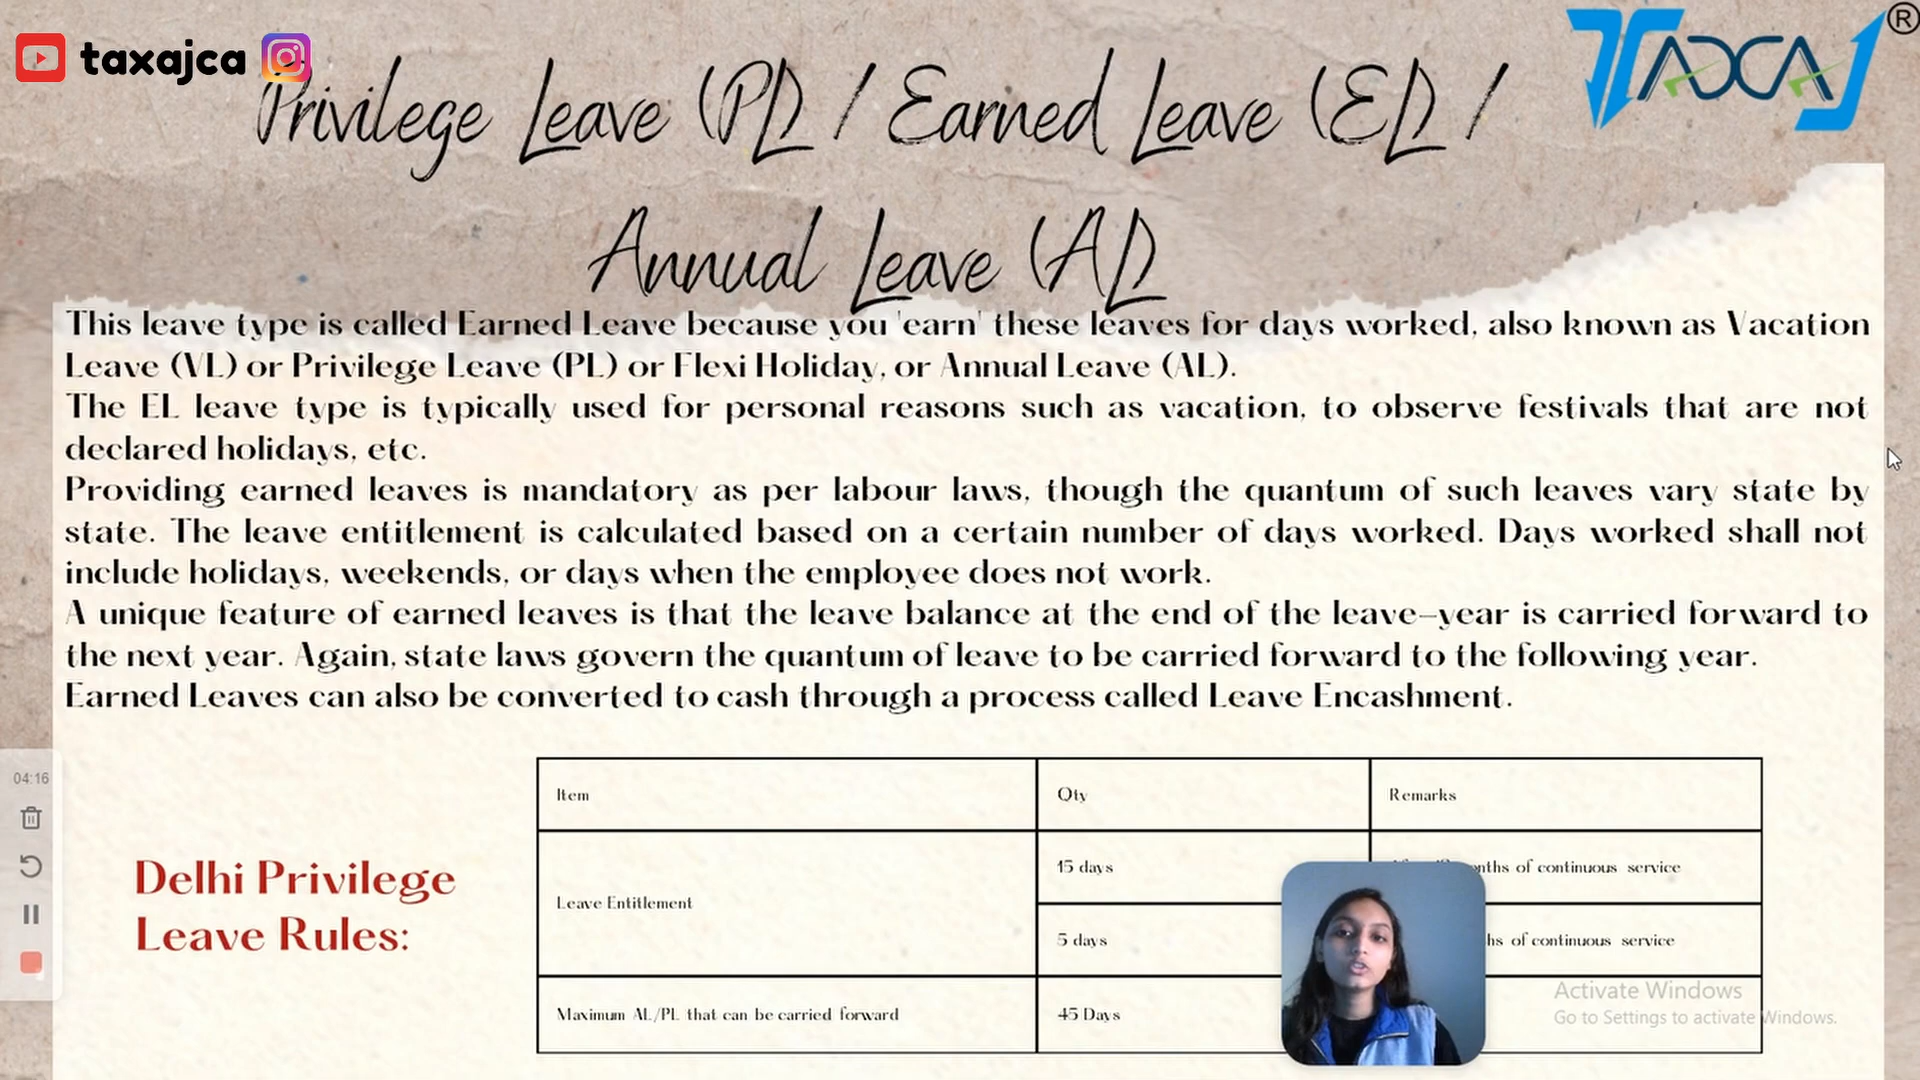 taxajca
TAXAJ ®
Privilege Leave (PL) / Earned Leave (EL) /
Annual Leave (AL)
This leave type is called Earned Leave because you 'earn' these leaves for days worked, also known as Vacation
Leave (VL) or Privilege Leave (PL) or Flexi Holiday, or Annual Leave (AL).
The EL leave type is typically used for personal reasons such as vacation, to observe festivals that are not
declared holidays, etc.
Providing earned leaves is mandatory as per labour laws, though the quantum of such leaves vary state by
state. The leave entitlement is calculated based on a certain number of days worked. Days worked shall not
include holidays, weekends, or days when the employee does not work.
A unique feature of earned leaves is that the leave balance at the end of the leave-year is carried forward to
the next year. Again, state laws govern the quantum of leave to be carried forward to the following year.
Earned Leaves can also be converted to cash through a process called Leave Encashment.
04:16
Delhi Privilege
Leave Rules:
Item Qty Remarks
Leave Entitlement
15 days of continuous service
5 days of continuous service
Maximum AL/PL that can be carried forward 45 Days
Activate Windows
Go to Settings to activate Windows.